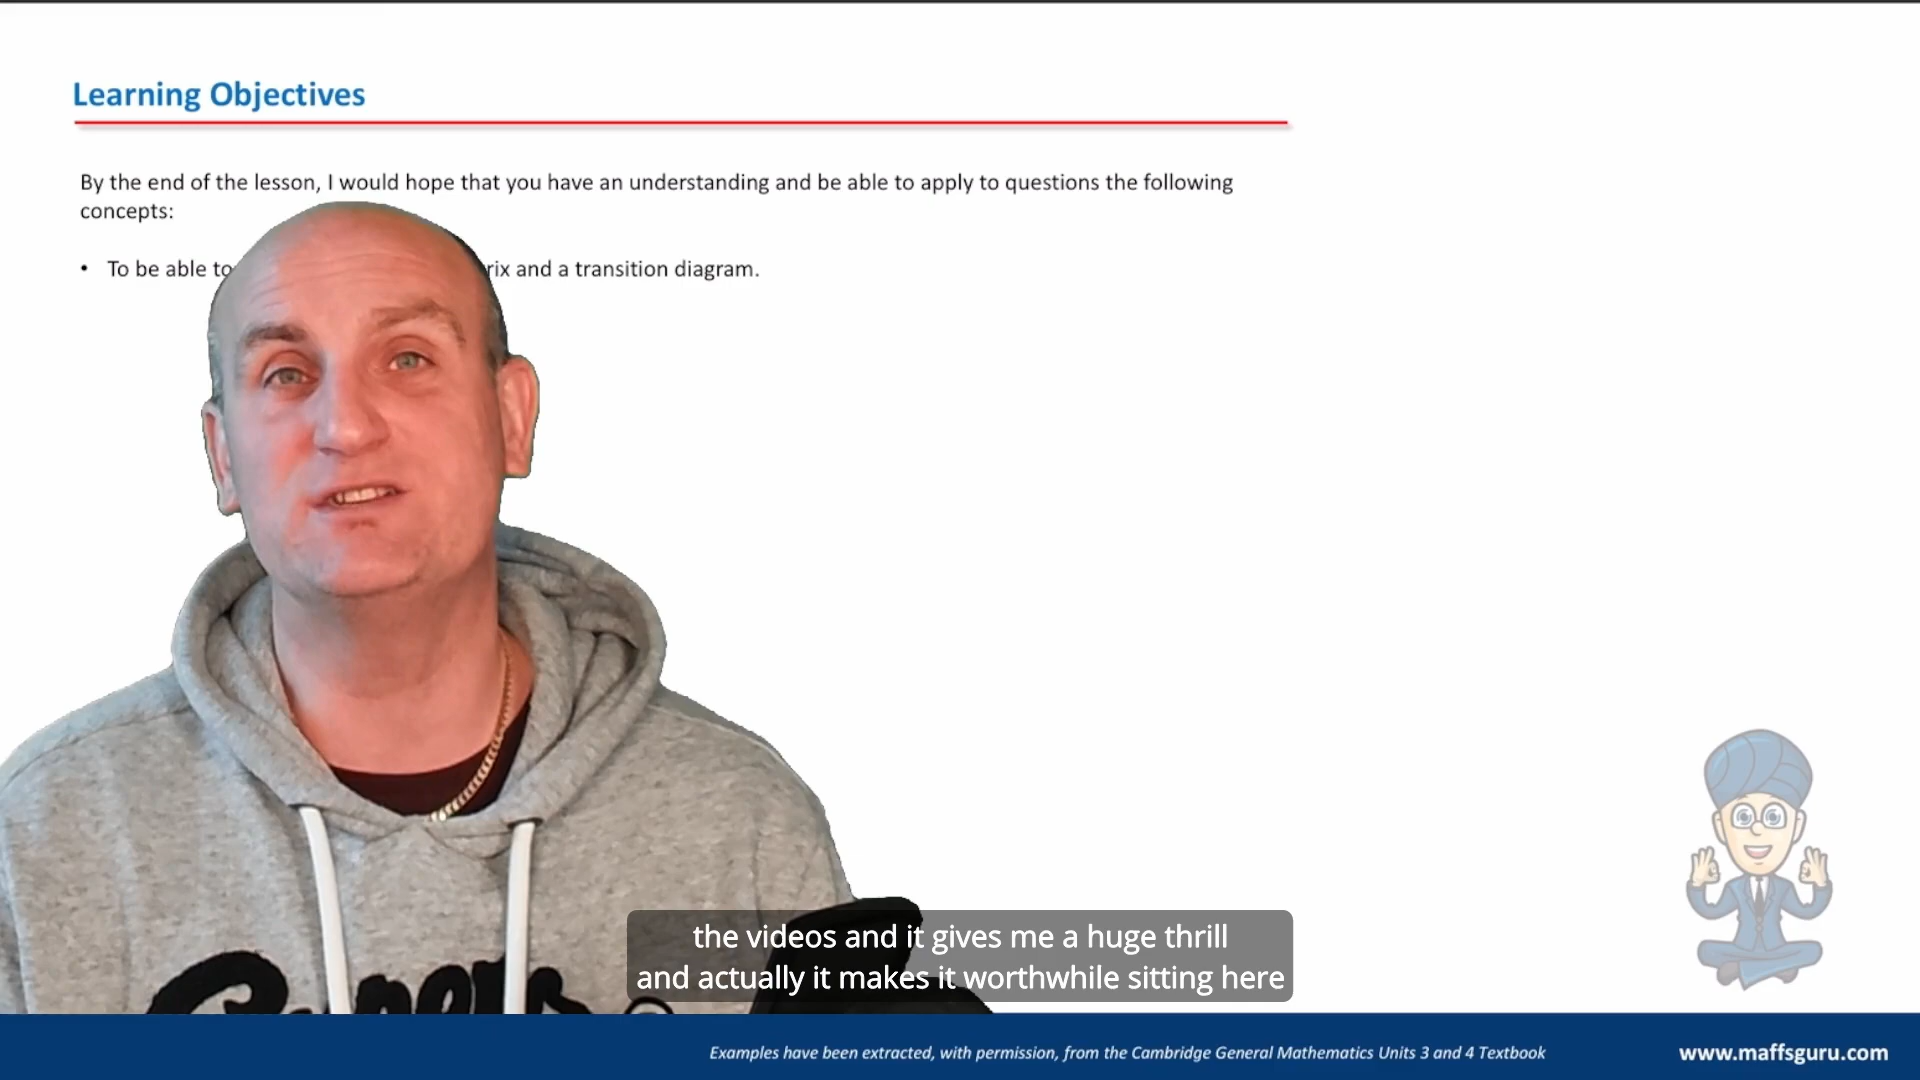 Learning Objectives
By the end of the lesson, I would hope that you have an understanding and be able to apply to questions the following
concepts:
• To be able to rix and a transition diagram.
the videos and it gives me a huge thrill
and actually it makes it worthwhile sitting here
Examples have been extracted, with permission, from the Cambridge General Mathematics Units 3 and 4 Textbook
www.maffsguru.com